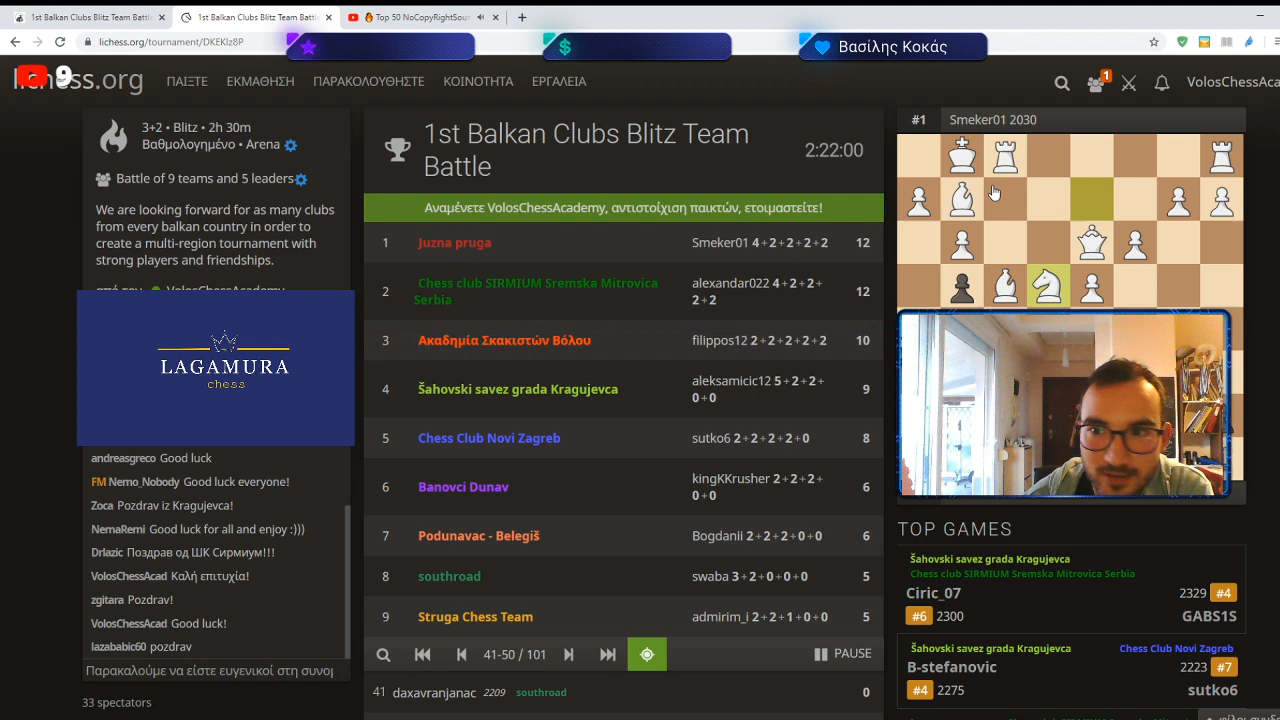 1st Balkan Clubs Blitz Team Battle
1st Balkan Clubs Blitz Team Battle
Top 50 NoCopyRightSoun
lichess.org/tournament/DKEKlz8P
Βασίλης Κοκάς
9
lichess.org
ΠΑΙΞΤΕ
ΕΚΜΑΘΗΣΗ
ΠΑΡΑΚΟΛΟΥΘΗΣΤΕ
ΚΟΙΝΟΤΗΤΑ
ΕΡΓΑΛΕΙΑ
1
VolosChessAca
3+2 • Blitz • 2h 30m
Βαθμολογημένο • Arena
Battle of 9 teams and 5 leaders
We are looking forward for as many clubs
from every balkan country in order to
create a multi-region tournament with
strong players and friendships.
από τον VolosChessAcademy
LAGAMURA
chess
andreasgreco Good luck
FM Nemo_Nobody Good luck everyone!
Zoca Pozdrav iz Kragujevca!
NemaRemi Good luck for all and enjoy :)))
Drlazic Поздрав од ШК Сирмиум!!!
VolosChessAcad Καλή επιτυχία!
zgitara Pozdrav!
VolosChessAcad Good luck!
lazababic60 pozdrav
Παρακαλούμε να είστε ευγενικοί στη συνομ
33 spectators
1st Balkan Clubs Blitz Team
Battle
2:22:00
Αναμένετε VolosChessAcademy, αντιστοίχιση παικτών, ετοιμαστείτε!
1 Juzna pruga Smeker01 4+2+2+2+2 12
2 Chess club SIRMIUM Sremska Mitrovica
Serbia
alexandar022 4+2+2+
2+2
12
3 Ακαδημία Σκακιστών Βόλου filippos12 2+2+2+2+2 10
4 Šahovski savez grada Kragujevca
aleksamicic12 5+2+2+
0+0
9
5 Chess Club Novi Zagreb sutko6 2+2+2+2+0 8
6 Banovci Dunav
kingKKrusher 2+2+2+
0+0
6
7 Podunavac - Belegiš Bogdanii 2+2+2+0+0 6
8 southroad swaba 3+2+0+0+0 5
9 Struga Chess Team admirim_i 2+2+1+0+0 5
41-50 / 101
PAUSE
41 daxavranjanac 2209 southroad 0
#1 Smeker01 2030
TOP GAMES
Šahovski savez grada Kragujevca
Chess club SIRMIUM Sremska Mitrovica Serbia
Ciric_07 2329 #4
#6 2300 GABS1S
Šahovski savez grada Kragujevca Chess Club Novi Zagreb
B-stefanovic 2223 #7
#4 2275 sutko6